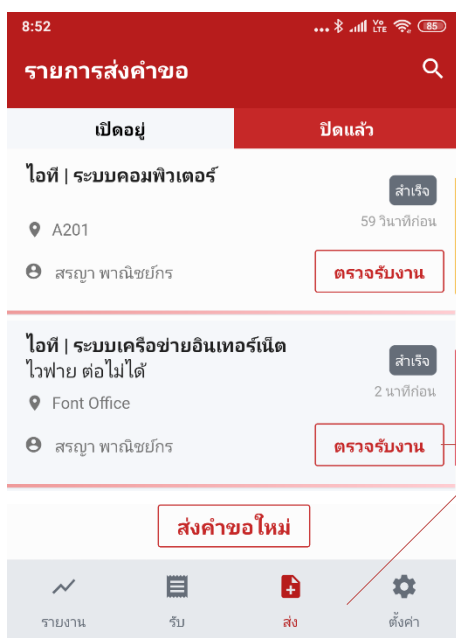 8:52
Vo LTE 85
รายการส่งคำขอ
เปิดอยู่ ปิดแล้ว
ไอที | ระบบคอมพิวเตอร์
สำเร็จ
59 วินาทีก่อน
A201
สรญา พาณิชย์กร
ตรวจรับงาน
ไอที | ระบบเครือข่ายอินเทอร์เน็ต
ไวฟาย ต่อไม่ได้
สำเร็จ
2 นาทีก่อน
Font Office
สรญา พาณิชย์กร
ตรวจรับงาน
ส่งคำขอใหม่
รายงาน รับ ส่ง ตั้งค่า